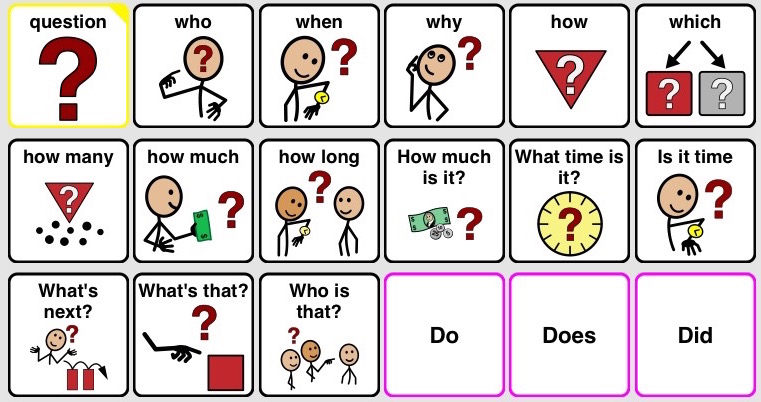 question
who
when
why
how
which
how many
how much
how long
How much
is it?
What time is
it?
Is it time
What's
next?
What's that?
Who is
that?
Do
Does
Did